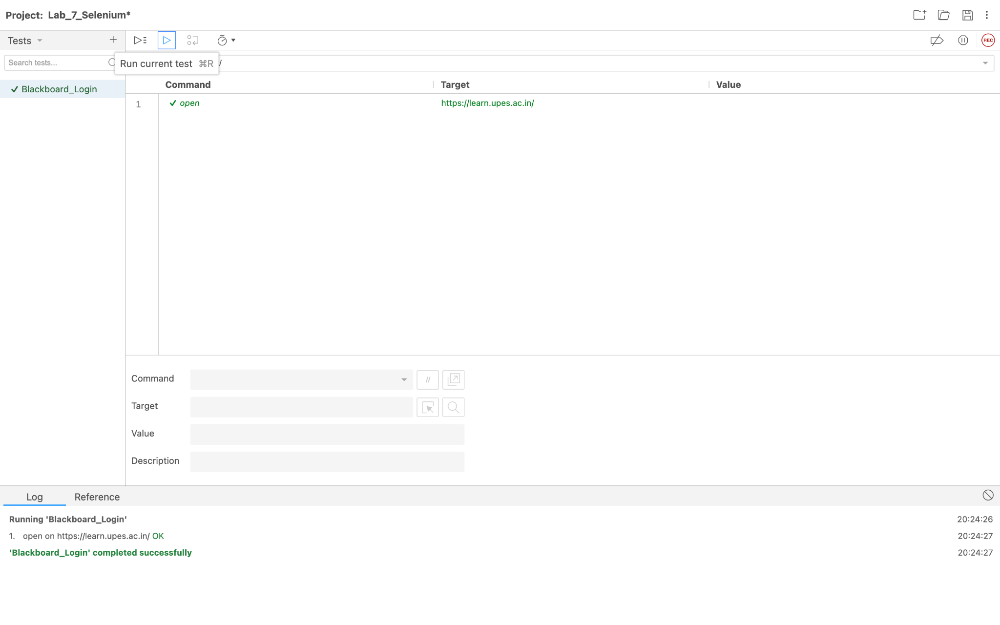 Project: Lab_7_Selenium*
Tests
REC
Search tests...
Run current test ⌘R
/
Command Target Value
Blackboard_Login
1 open https://learn.upes.ac.in/
Command //
Target
Value
Description
Log Reference
Running 'Blackboard_Login' 20:24:26
1. open on https://learn.upes.ac.in/ OK 20:24:27
'Blackboard_Login' completed successfully 20:24:27